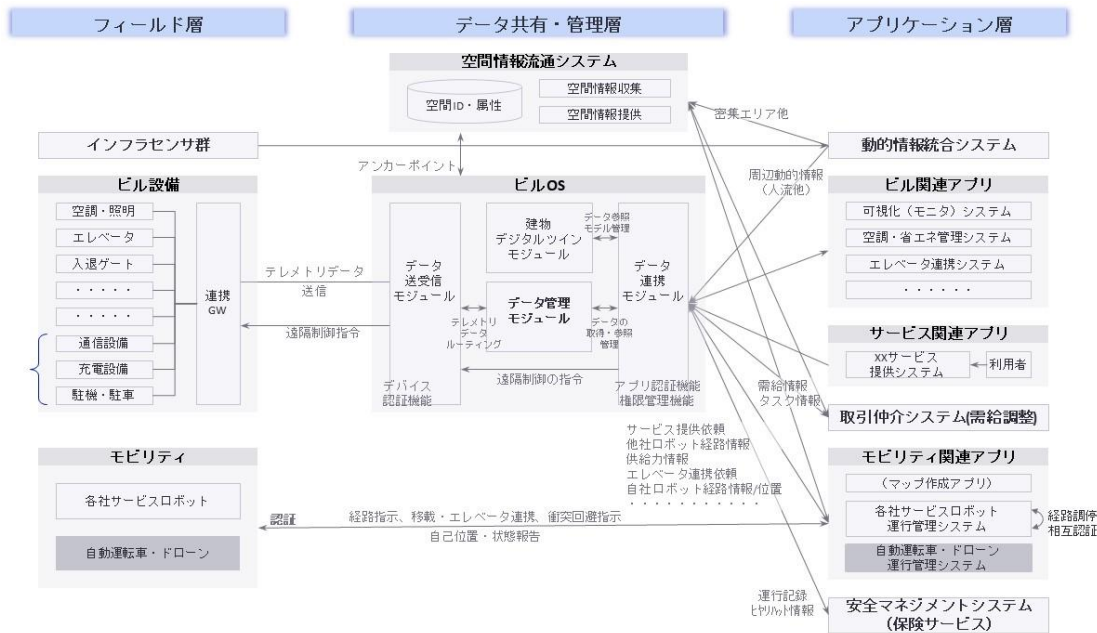 フィールド層
データ共有・管理層
アプリケーション層
空間情報流通システム
空間ID・属性
空間情報収集
空間情報提供
密集エリア他
インフラセンサ群
アンカーポイント
動的情報統合システム
周辺動的情報
(人流他)
ビル設備
空調・照明
エレベータ
入退ゲート
・・・・・
・・・・・
通信設備
充電設備
駐機・駐車
連携
GW
テレメトリデータ
送信
遠隔制御指令
ビルOS
データ
送受信
モジュール
デバイス
認証機能
建物
デジタルツイン
モジュール
データ参照
モデル管理
データ管理
モジュール
テレメトリ
データ
ルーティング
データの
取得・参照
管理
遠隔制御の指令
データ
連携
モジュール
アプリ認証機能
権限管理機能
ビル関連アプリ
可視化(モニタ)システム
空調・省エネ管理システム
エレベータ連携システム
・・・・・・
サービス関連アプリ
xxサービス
提供システム
利用者
需給情報
タスク情報
取引仲介システム(需給調整)
サービス提供依頼
他社ロボット経路情報
供給力情報
エレベータ連携依頼
自社ロボット経路情報/位置
・・・・・・・・・・
モビリティ
各社サービスロボット
自動運転車・ドローン
認証
経路指示、移載・エレベータ連携、衝突回避指示
自己位置・状態報告
モビリティ関連アプリ
(マップ作成アプリ)
各社サービスロボット
運行管理システム
自動運転車・ドローン
運行管理システム
経路調停
相互認証
運行記録
ヒヤリハット情報
安全マネジメントシステム
(保険サービス)